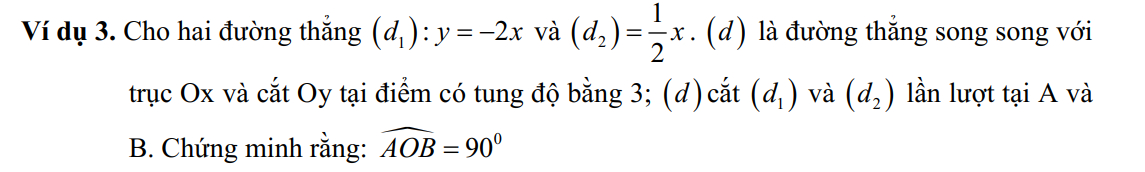 Ví dụ 3. Cho hai đường thẳng (d₁): y = −2x và (d₂) = 1/2 x. (d) là đường thẳng song song với
trục Ox và cắt Oy tại điểm có tung độ bằng 3; (d) cắt (d₁) và (d₂) lần lượt tại A và
B. Chứng minh rằng: \widehat{AOB} = 90⁰